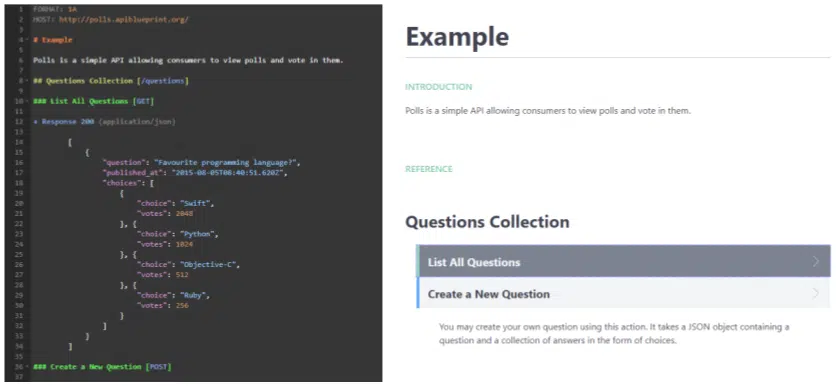 1 FORMAT: 1A
2 HOST: http://polls.apiblueprint.org/
3
4 # Example
5
6 Polls is a simple API allowing consumers to view polls and vote in them.
7
8 ## Questions Collection [/questions]
9
10 ### List All Questions [GET]
11
12 + Response 200 (application/json)
13
14 [
15 {
16 "question": "Favourite programming language?",
17 "published_at": "2015-08-05T08:40:51.620Z",
18 "choices": [
19 {
20 "choice": "Swift",
21 "votes": 2048
22 }, {
23 "choice": "Python",
24 "votes": 1024
25 }, {
26 "choice": "Objective-C",
27 "votes": 512
28 }, {
29 "choice": "Ruby",
30 "votes": 256
31 }
32 ]
33 }
34 ]
35
36 ### Create a New Question [POST]
37
Example
INTRODUCTION
Polls is a simple API allowing consumers to view polls and vote in them.
REFERENCE
Questions Collection
List All Questions
Create a New Question
You may create your own question using this action. It takes a JSON object containing a
question and a collection of answers in the form of choices.